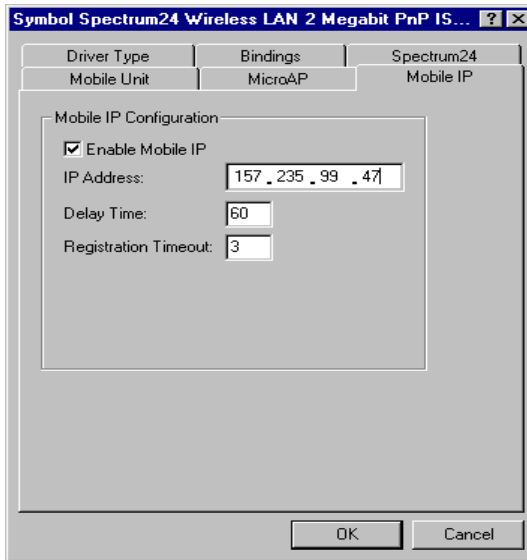 Symbol Spectrum24 Wireless LAN 2 Megabit PnP IS... ? X
Driver Type Bindings Spectrum24
Mobile Unit MicroAP Mobile IP
Mobile IP Configuration
Enable Mobile IP
IP Address: 157 . 235 . 99 . 47
Delay Time: 60
Registration Timeout: 3
OK Cancel